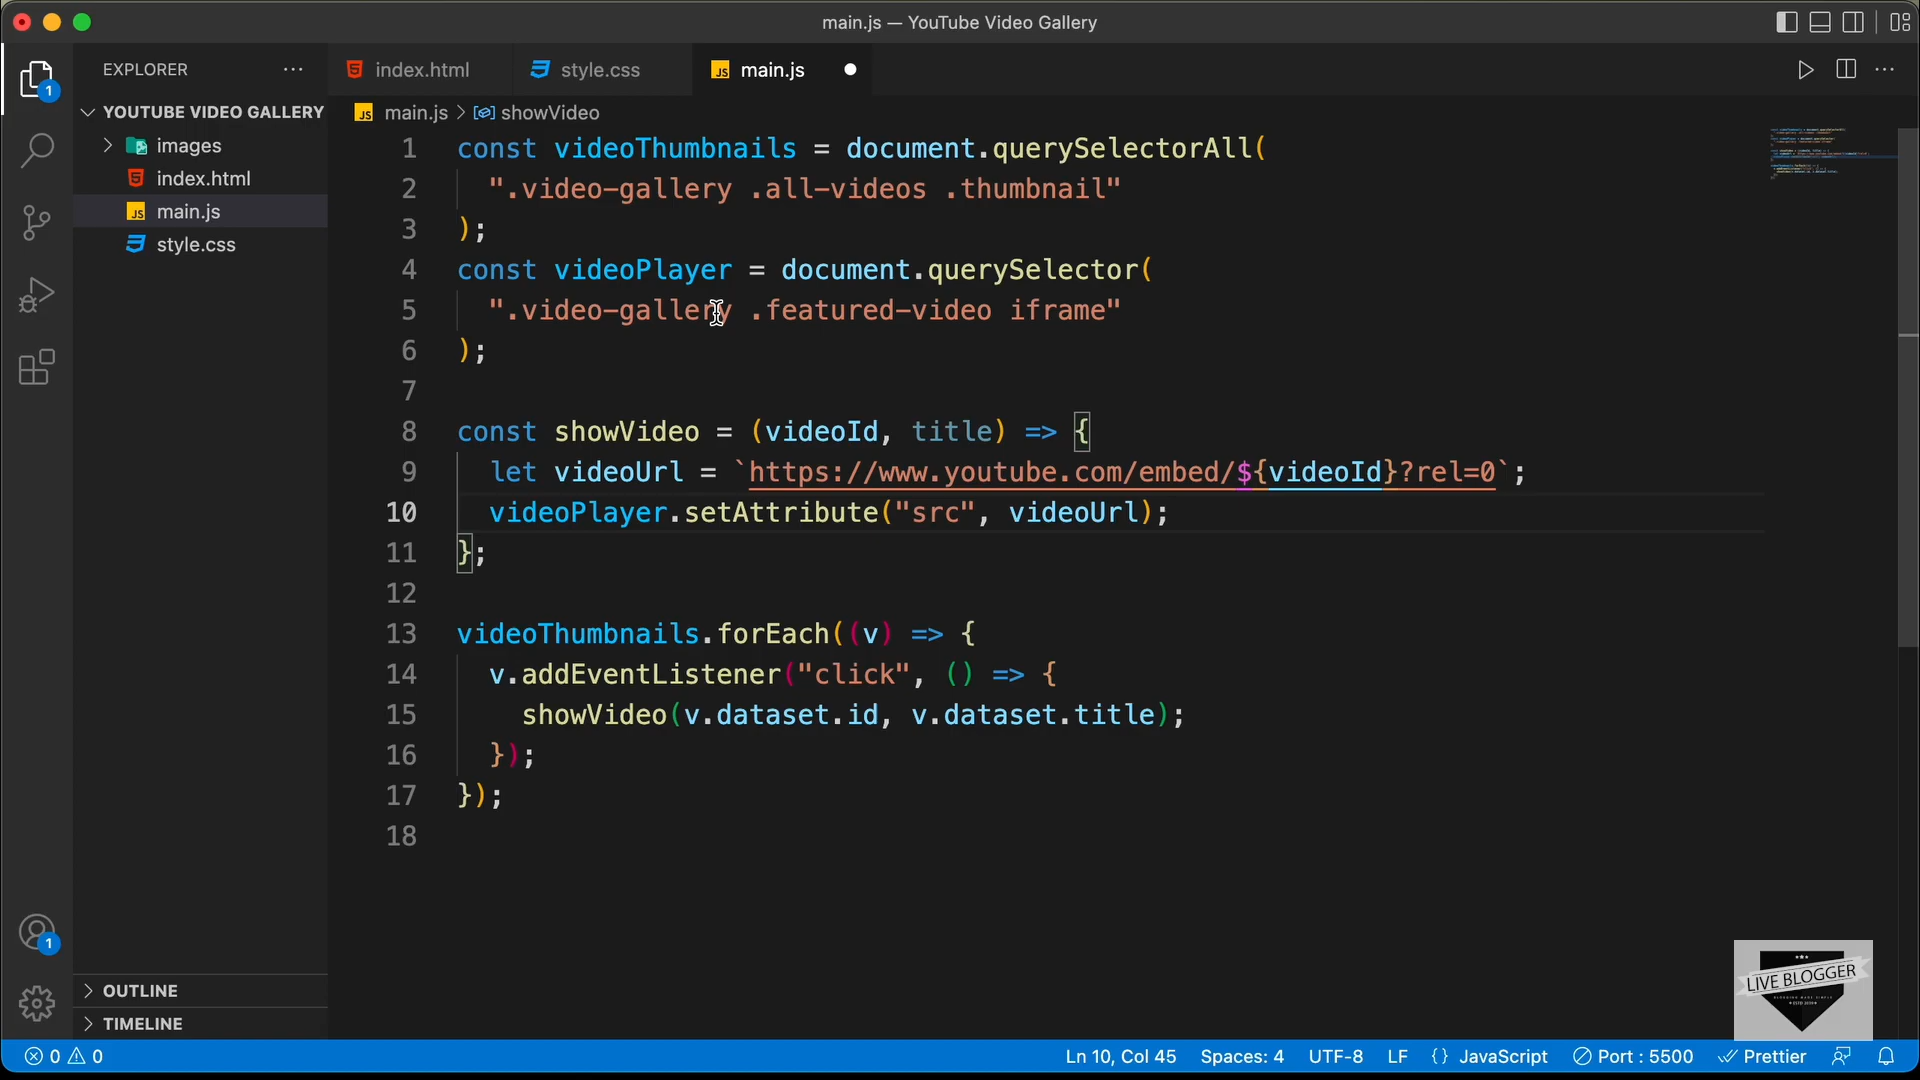 main.js — YouTube Video Gallery
EXPLORER
index.html
style.css
main.js
1
YOUTUBE VIDEO GALLERY
main.js > showVideo
images
index.html
main.js
style.css
1 const videoThumbnails = document.querySelectorAll(
2 ".video-gallery .all-videos .thumbnail"
3 );
4 const videoPlayer = document.querySelector(
5 ".video-gallery .featured-video iframe"
6 );
7
8 const showVideo = (videoId, title) => {
9 let videoUrl = `https://www.youtube.com/embed/${videoId}?rel=0`;
10 videoPlayer.setAttribute("src", videoUrl);
11 };
12
13 videoThumbnails.forEach((v) => {
14 v.addEventListener("click", () => {
15 showVideo(v.dataset.id, v.dataset.title);
16 });
17 });
18
1
OUTLINE
TIMELINE
LIVE BLOGGER
0 0
Ln 10, Col 45
Spaces: 4
UTF-8
LF
{} JavaScript
Port : 5500
Prettier